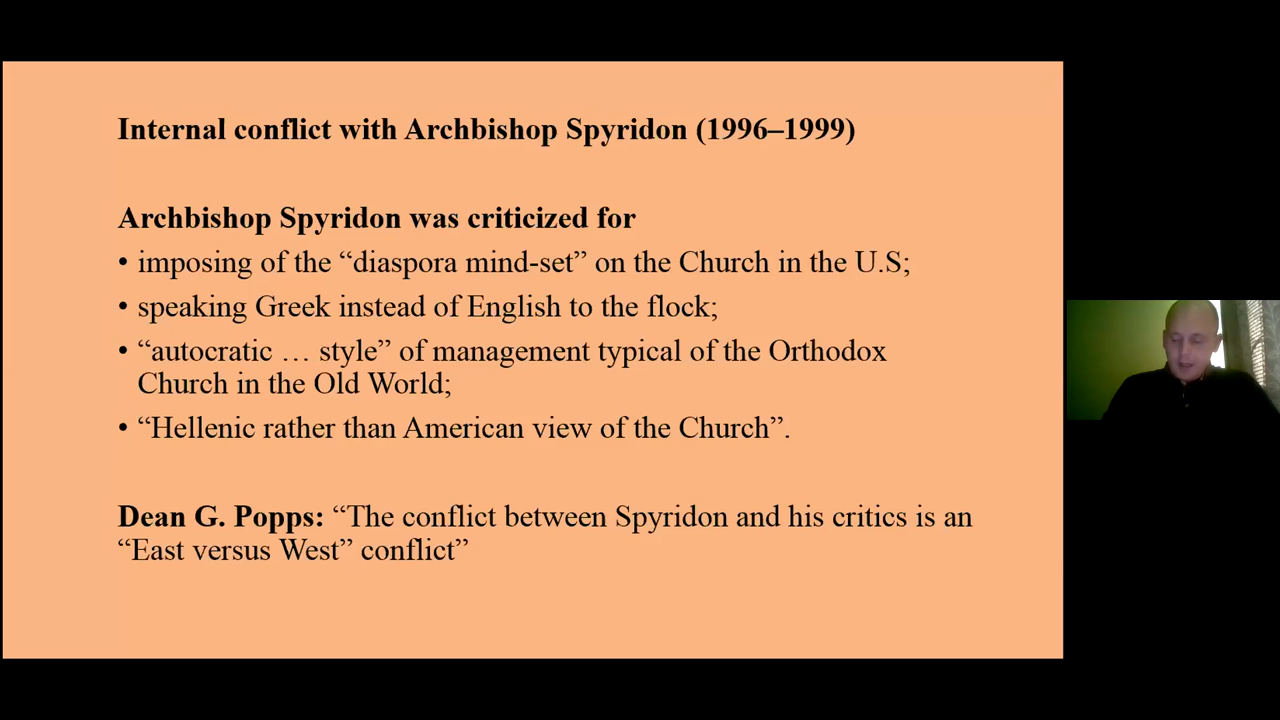 Internal conflict with Archbishop Spyridon (1996–1999)
Archbishop Spyridon was criticized for
• imposing of the “diaspora mind-set” on the Church in the U.S;
• speaking Greek instead of English to the flock;
• “autocratic … style” of management typical of the Orthodox
Church in the Old World;
• “Hellenic rather than American view of the Church”.
Dean G. Popps: “The conflict between Spyridon and his critics is an
“East versus West” conflict”